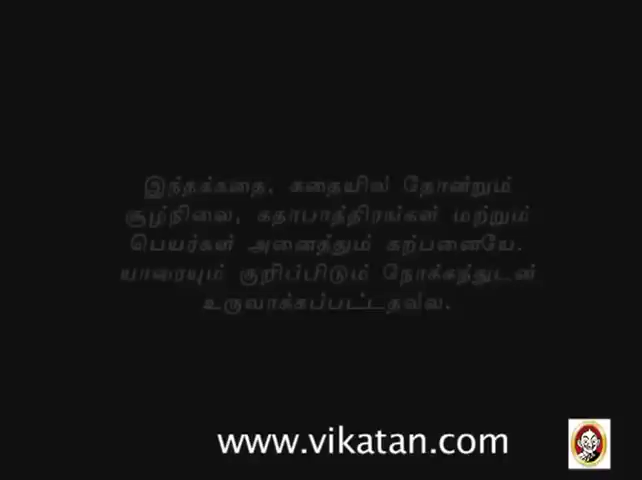 இந்தக்கதை, கதையில் தோன்றும்
சூழ்நிலை, கதாபாத்திரங்கள் மற்றும்
பெயர்கள் அனைத்தும் கற்பனையே.
யாரையும் குறிப்பிடும் நோக்கத்துடன்
உருவாக்கப்பட்டதல்ல.
www.vikatan.com